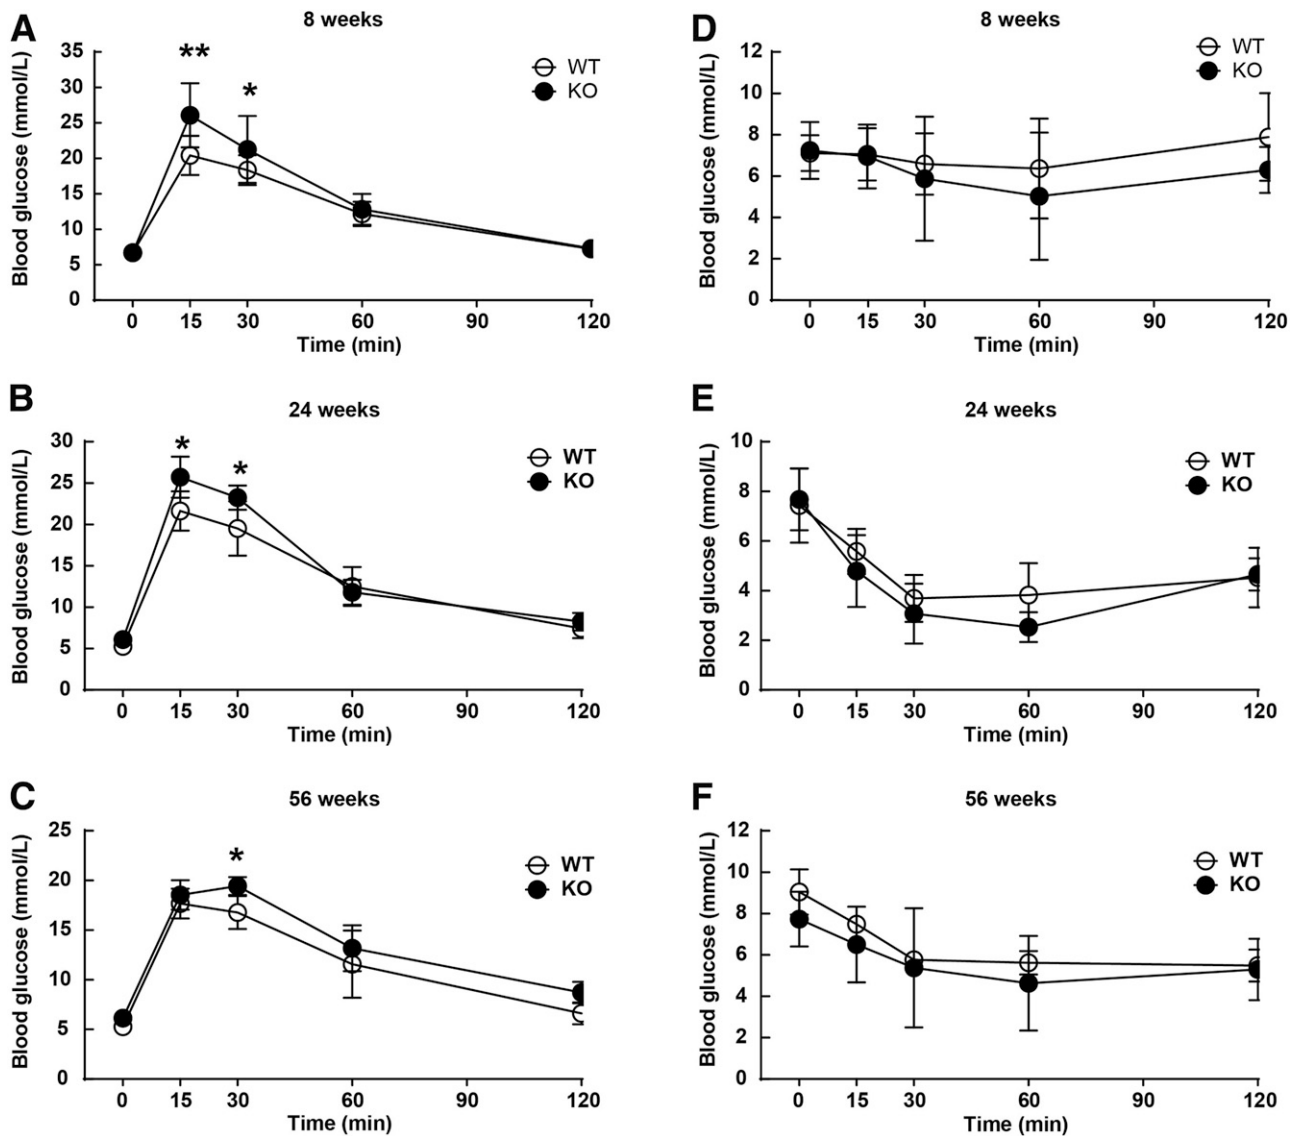 A
8 weeks
**
*
WT
KO
Blood glucose (mmol/L)
35
30
25
20
15
10
5
0
0 15 30 60 90 120
Time (min)
D
8 weeks
WT
KO
Blood glucose (mmol/L)
12
10
8
6
4
2
0
0 15 30 60 90 120
Time (min)
B
24 weeks
*
*
WT
KO
Blood glucose (mmol/L)
30
25
20
15
10
5
0
0 15 30 60 90 120
Time (min)
E
24 weeks
WT
KO
Blood glucose (mmol/L)
10
8
6
4
2
0
0 15 30 60 90 120
Time (min)
C
56 weeks
*
WT
KO
Blood glucose (mmol/L)
25
20
15
10
5
0
0 15 30 60 90 120
Time (min)
F
56 weeks
WT
KO
Blood glucose (mmol/L)
12
10
8
6
4
2
0
0 15 30 60 90 120
Time (min)